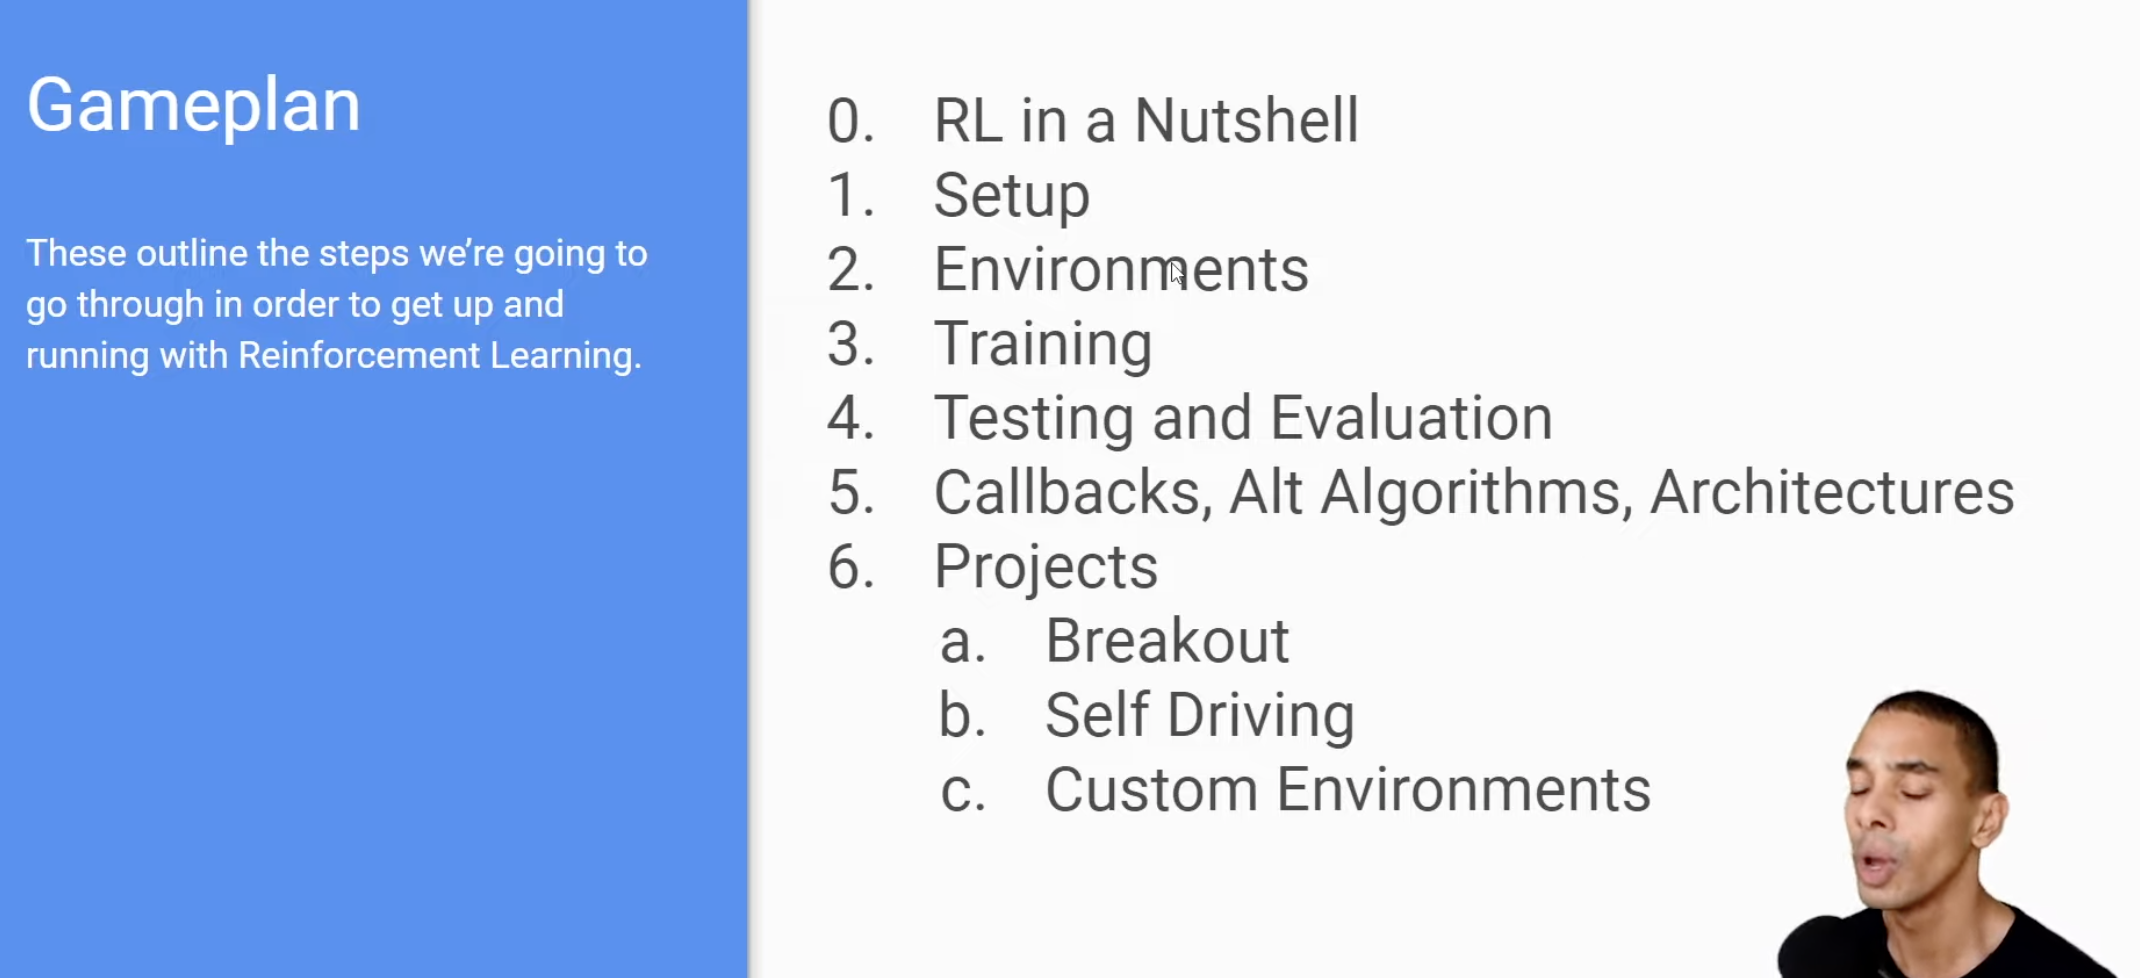 Gameplan
These outline the steps we’re going to
go through in order to get up and
running with Reinforcement Learning.
0. RL in a Nutshell
1. Setup
2. Environments
3. Training
4. Testing and Evaluation
5. Callbacks, Alt Algorithms, Architectures
6. Projects
a. Breakout
b. Self Driving
c. Custom Environments